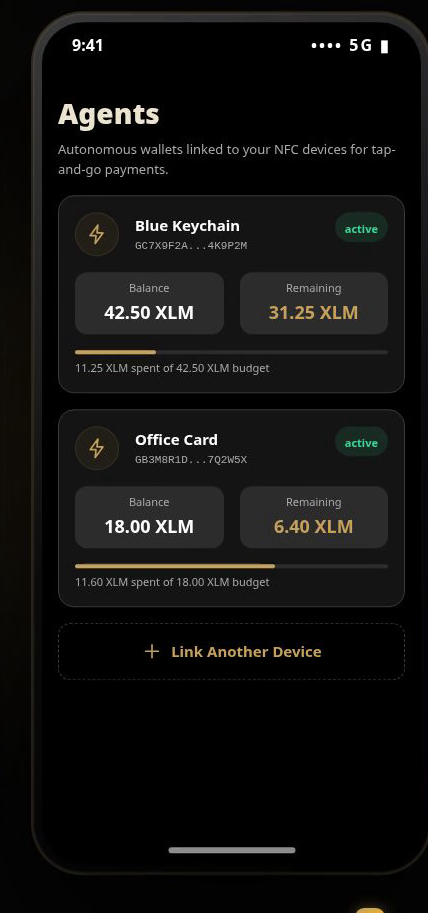 9:41
•••• 5G ▮
Agents
Autonomous wallets linked to your NFC devices for tap-
and-go payments.
Blue Keychain
active
GC7X9F2A...4K9P2M
Balance
Remaining
42.50 XLM
31.25 XLM
11.25 XLM spent of 42.50 XLM budget
Office Card
active
GB3M8R1D...7Q2W5X
Balance
Remaining
18.00 XLM
6.40 XLM
11.60 XLM spent of 18.00 XLM budget
Link Another Device